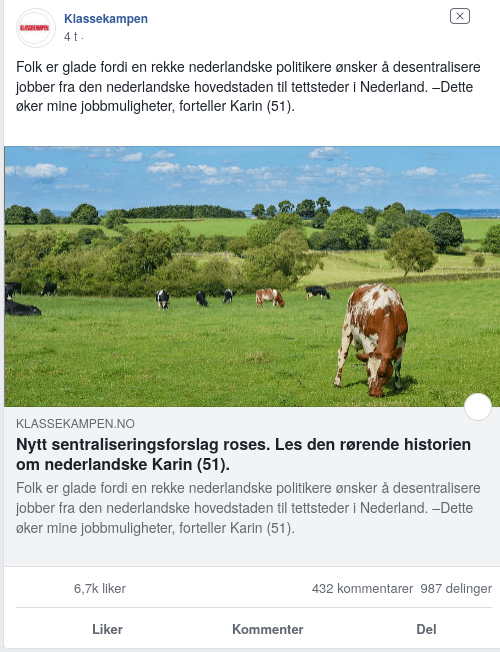 KLASSEKAMPEN
Klassekampen
4 t ·
Folk er glade fordi en rekke nederlandske politikere ønsker å desentralisere
jobber fra den nederlandske hovedstaden til tettsteder i Nederland. –Dette
øker mine jobbmuligheter, forteller Karin (51).
KLASSEKAMPEN.NO
Nytt sentraliseringsforslag roses. Les den rørende historien
om nederlandske Karin (51).
Folk er glade fordi en rekke nederlandske politikere ønsker å desentralisere
jobber fra den nederlandske hovedstaden til tettsteder i Nederland. –Dette
øker mine jobbmuligheter, forteller Karin (51).
6,7k liker 432 kommentarer 987 delinger
Liker Kommenter Del